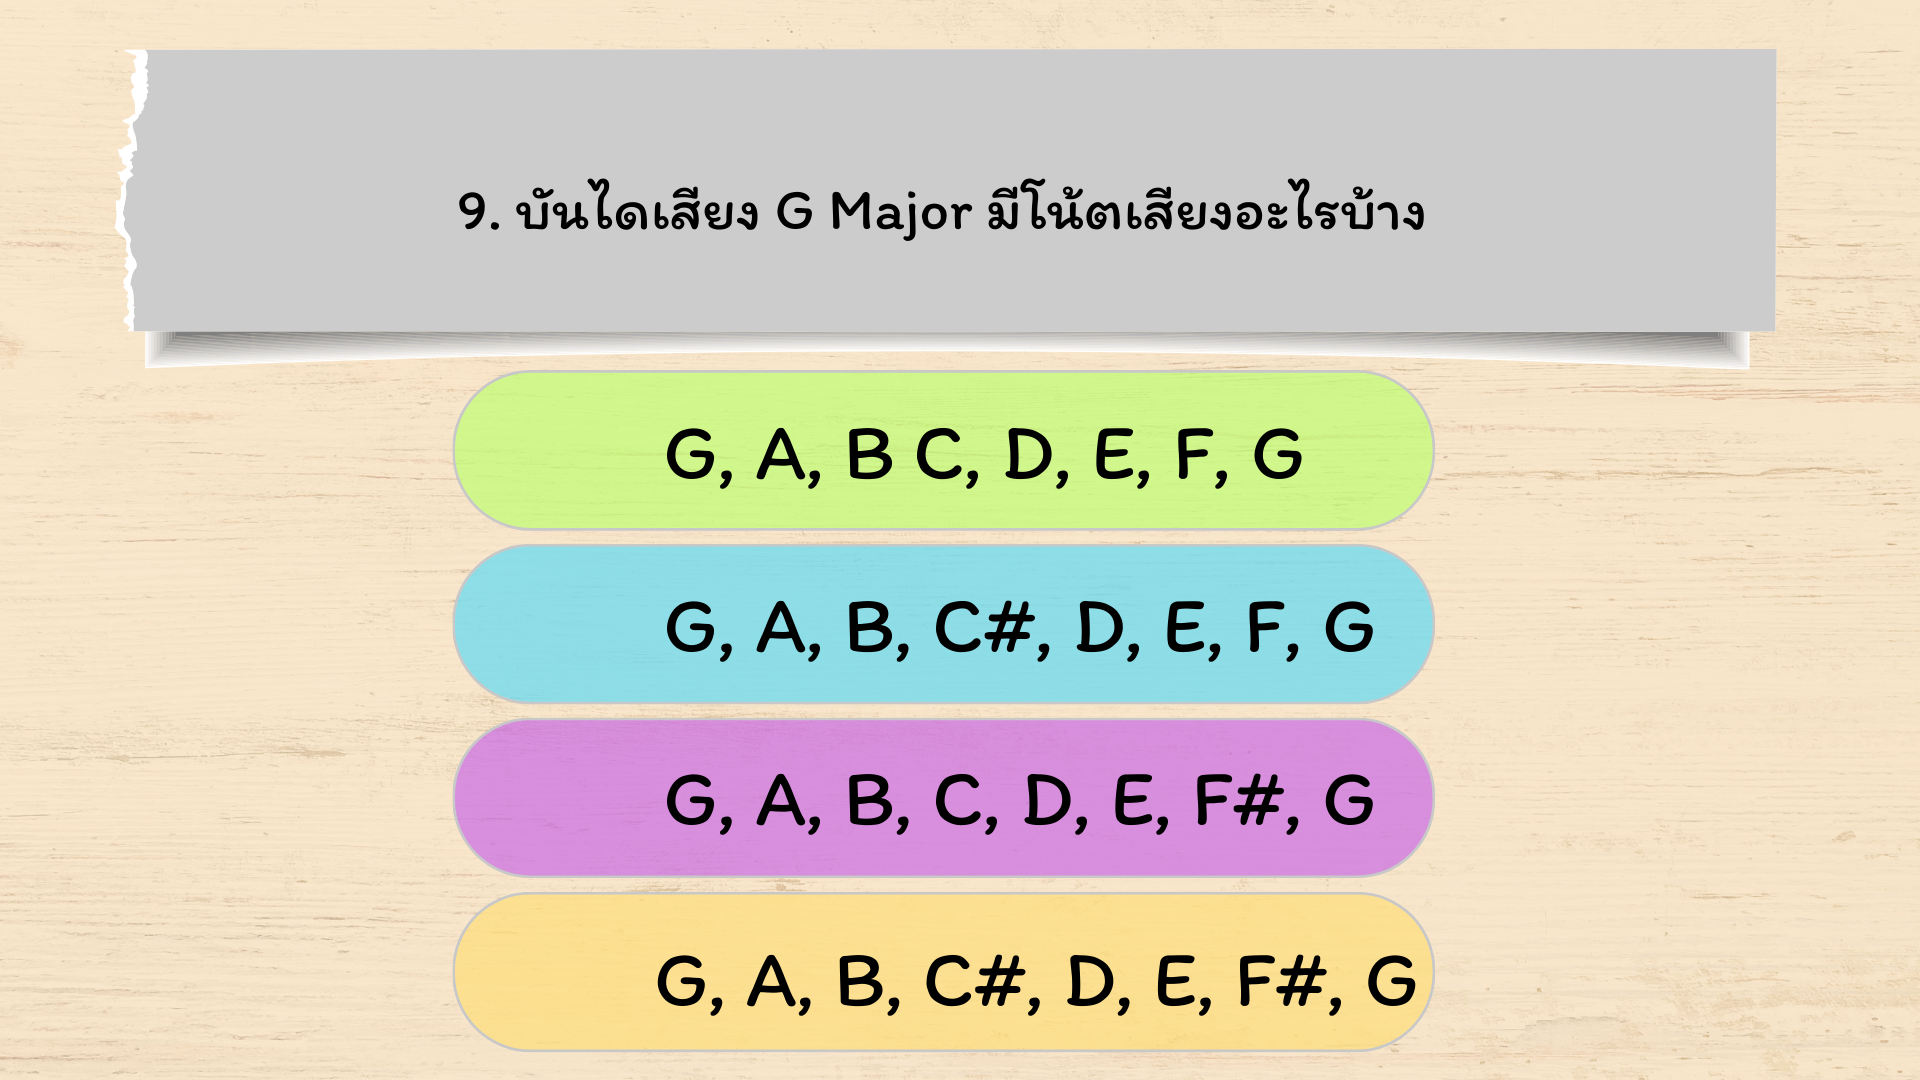 9. บันไดเสียง G Major มีโน้ตเสียงอะไรบ้าง
G, A, B C, D, E, F, G
G, A, B, C#, D, E, F, G
G, A, B, C, D, E, F#, G
G, A, B, C#, D, E, F#, G